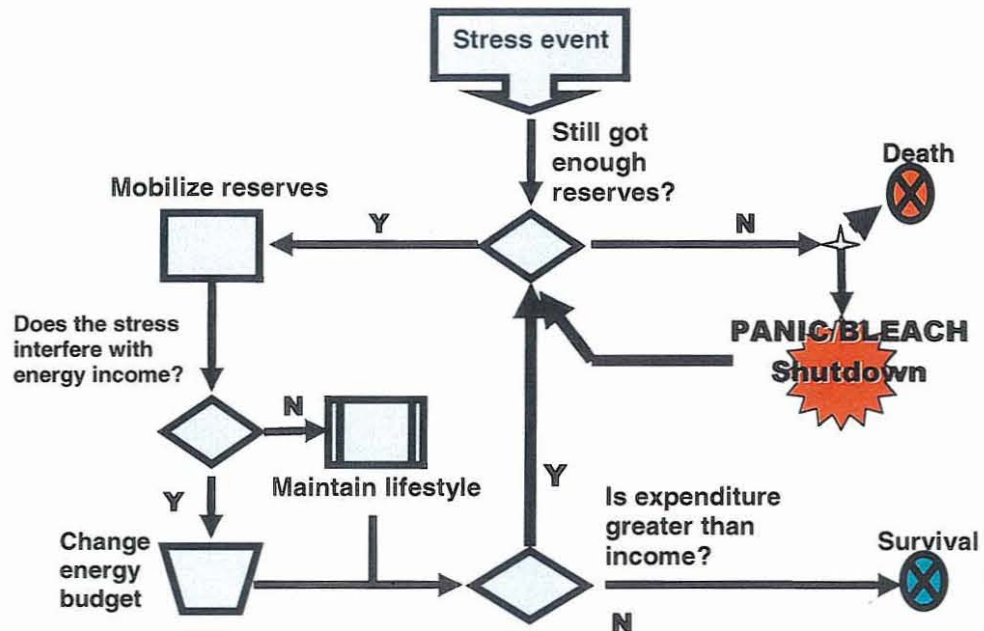 Stress event
Still got
enough
reserves?
Death
Mobilize reserves
Y
N
Does the stress
interfere with
energy income?
PANIC/BLEACH
Shutdown
N
Maintain lifestyle
Y
Y
Is expenditure
greater than
income?
Change
energy
budget
Survival
N